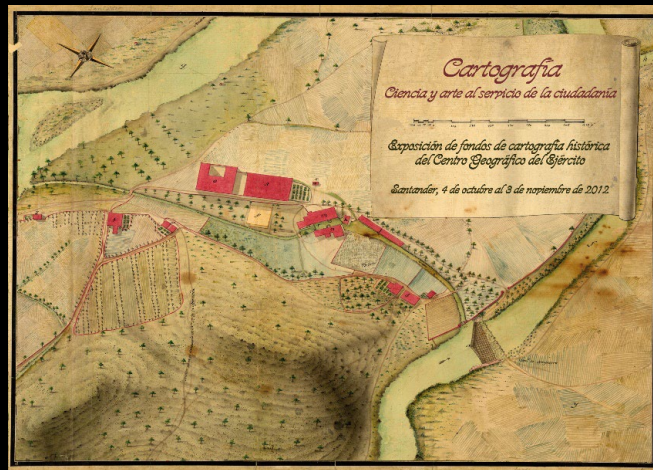 Cartografía
Ciencia y arte al servicio de la ciudadanía
Exposición de fondos de cartografía histórica
del Centro Geográfico del Ejército
Santander, 4 de octubre al 3 de noviembre de 2012